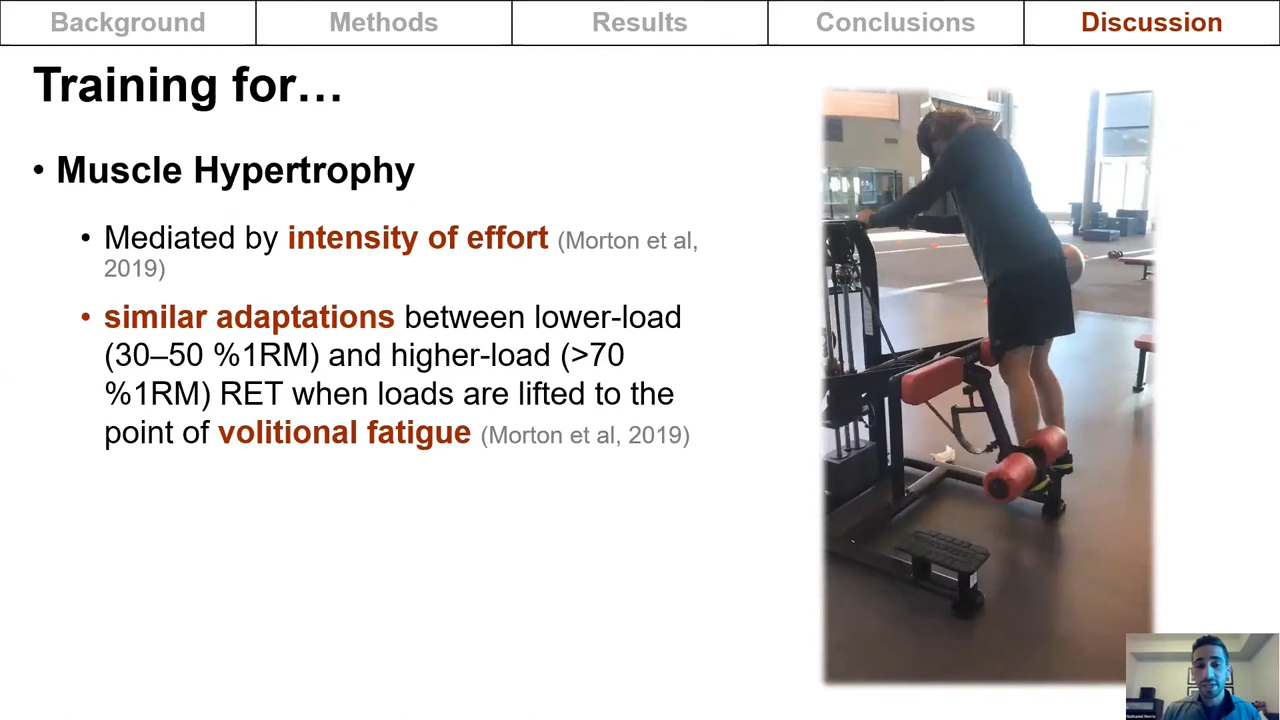 Background Methods Results Conclusions Discussion
Training for…
• Muscle Hypertrophy
• Mediated by intensity of effort (Morton et al,
2019)
• similar adaptations between lower-load
(30–50 %1RM) and higher-load (>70
%1RM) RET when loads are lifted to the
point of volitional fatigue (Morton et al, 2019)